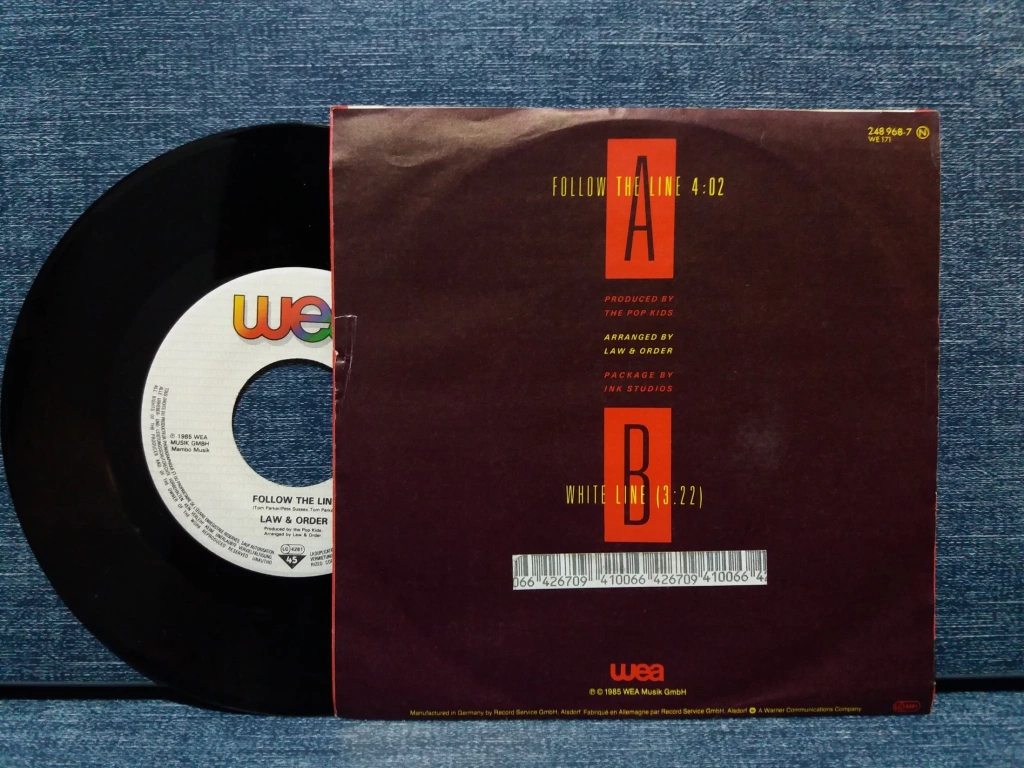 248 968-7 N
WE 171
A
FOLLOW THE LINE 4:02
PRODUCED BY
THE POP KIDS
ARRANGED BY
LAW & ORDER
PACKAGE BY
INK STUDIOS
B
WHITE LINE (3:22)
066 426709 410066 426709 410066 4
wea
℗ © 1985 WEA Musik GmbH
Manufactured in Germany by Record Service GmbH, Alsdorf Fabriqué en Allemagne par Record Service GmbH, Alsdorf A Warner Communications Company
wea
℗ 1985 WEA
MUSIK GMBH
Mambo Musik
FOLLOW THE LIN
LAW & ORDER
Produced by the Pop Kids
Arranged by Law & Order
LC 4281
45